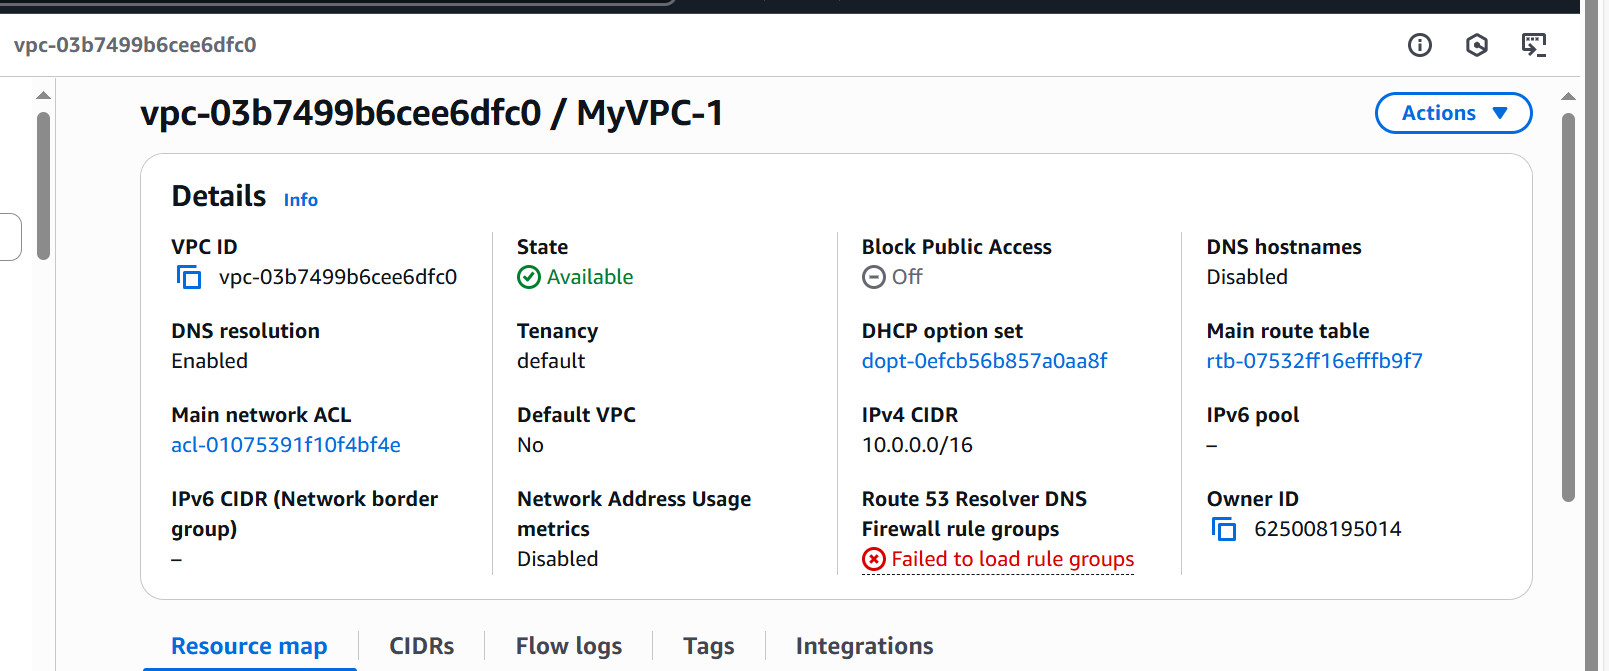 vpc-03b7499b6cee6dfc0
vpc-03b7499b6cee6dfc0 / MyVPC-1
Actions
Details Info
VPC ID
vpc-03b7499b6cee6dfc0
State
Available
Block Public Access
Off
DNS hostnames
Disabled
DNS resolution
Enabled
Tenancy
default
DHCP option set
dopt-0efcb56b857a0aa8f
Main route table
rtb-07532ff16efffb9f7
Main network ACL
acl-01075391f10f4bf4e
Default VPC
No
IPv4 CIDR
10.0.0.0/16
IPv6 pool
–
IPv6 CIDR (Network border
group)
–
Network Address Usage
metrics
Disabled
Route 53 Resolver DNS
Firewall rule groups
Failed to load rule groups
Owner ID
625008195014
Resource map
CIDRs
Flow logs
Tags
Integrations